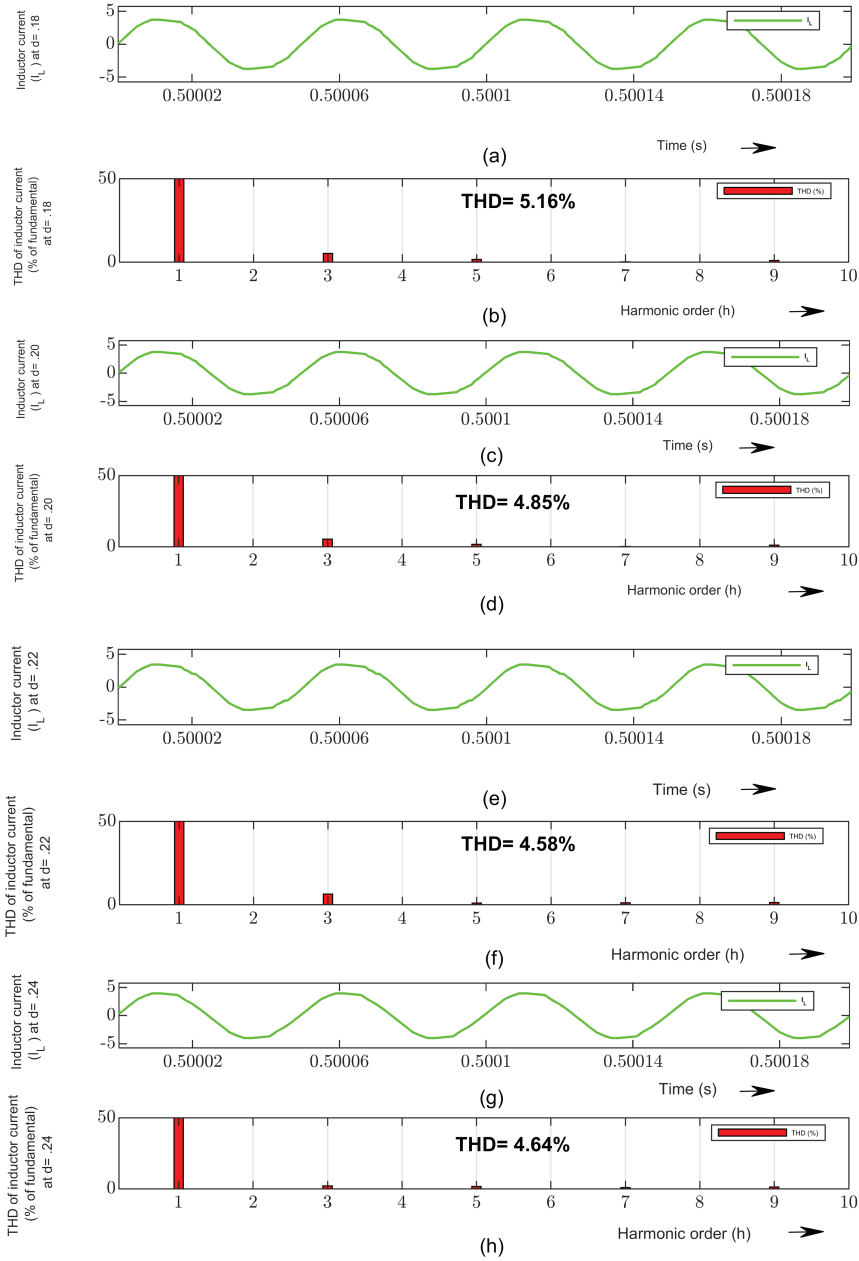 Inductor current
(I_L ) at d= .18
5
0
-5
I_L
0.50002 0.50006 0.5001 0.50014 0.50018
Time (s)
(a)
THD of inductor current
(% of fundamental)
at d= .18
50
0
THD= 5.16%
THD (%)
1 2 3 4 5 6 7 8 9 10
Harmonic order (h)
(b)
Inductor current
(I_L ) at d= .20
5
0
-5
I_L
0.50002 0.50006 0.5001 0.50014 0.50018
Time (s)
(c)
THD of inductor current
(% of fundamental)
at d= .20
50
0
THD= 4.85%
THD (%)
1 2 3 4 5 6 7 8 9 10
Harmonic order (h)
(d)
Inductor current
(I_L ) at d= .22
5
0
-5
I_L
0.50002 0.50006 0.5001 0.50014 0.50018
Time (s)
(e)
THD of inductor current
(% of fundamental)
at d= .22
50
0
THD= 4.58%
THD (%)
1 2 3 4 5 6 7 8 9 10
Harmonic order (h)
(f)
Inductor current
(I_L ) at d= .24
5
0
-5
I_L
0.50002 0.50006 0.5001 0.50014 0.50018
Time (s)
(g)
THD of inductor current
(% of fundamental)
at d= .24
50
0
THD= 4.64%
THD (%)
1 2 3 4 5 6 7 8 9 10
Harmonic order (h)
(h)